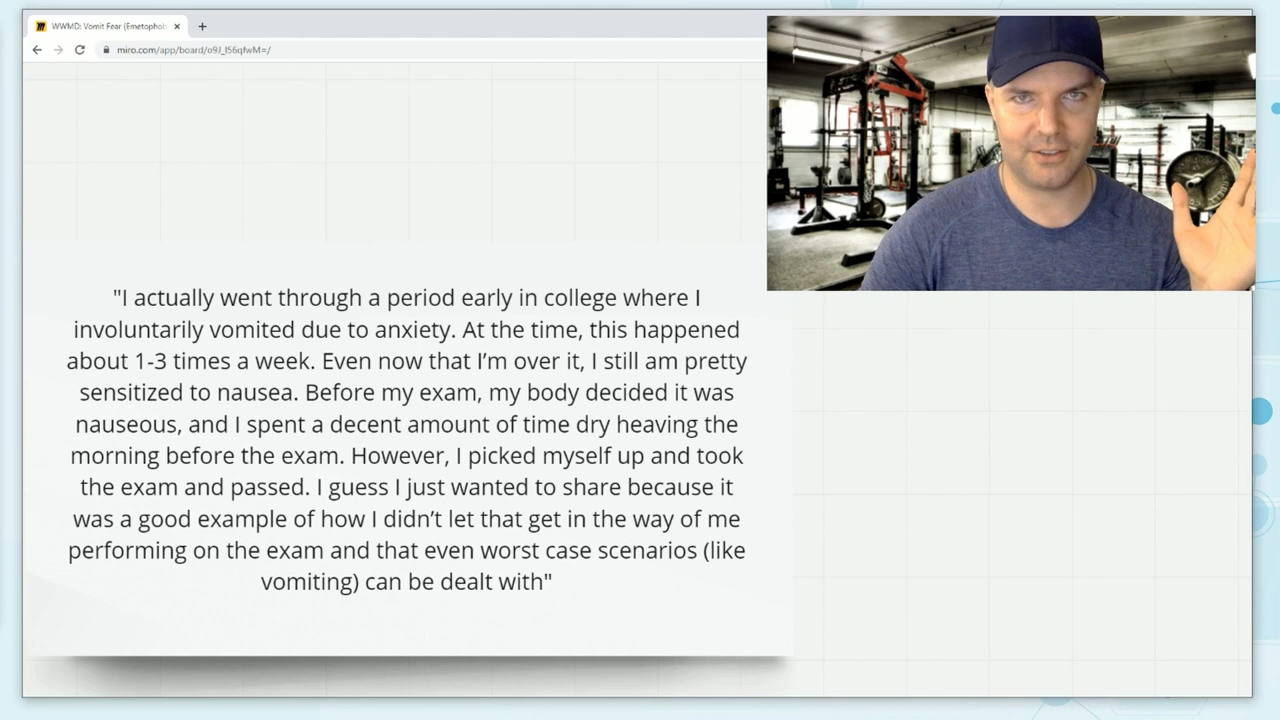 WWMD: Vomit Fear (Emetophob
miro.com/app/board/o9J_l56qfwM=/
"I actually went through a period early in college where I
involuntarily vomited due to anxiety. At the time, this happened
about 1-3 times a week. Even now that I’m over it, I still am pretty
sensitized to nausea. Before my exam, my body decided it was
nauseous, and I spent a decent amount of time dry heaving the
morning before the exam. However, I picked myself up and took
the exam and passed. I guess I just wanted to share because it
was a good example of how I didn’t let that get in the way of me
performing on the exam and that even worst case scenarios (like
vomiting) can be dealt with"